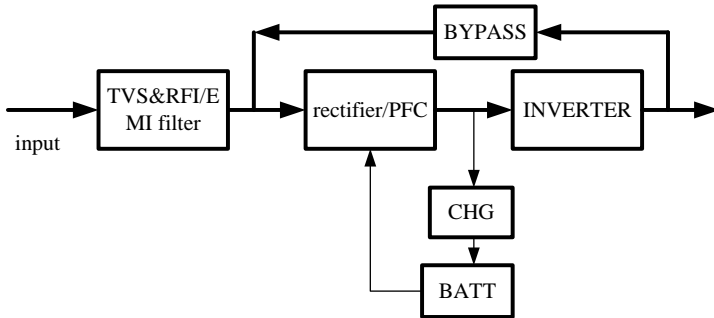 BYPASS
TVS&RFI/E
MI filter
rectifier/PFC
INVERTER
input
CHG
BATT